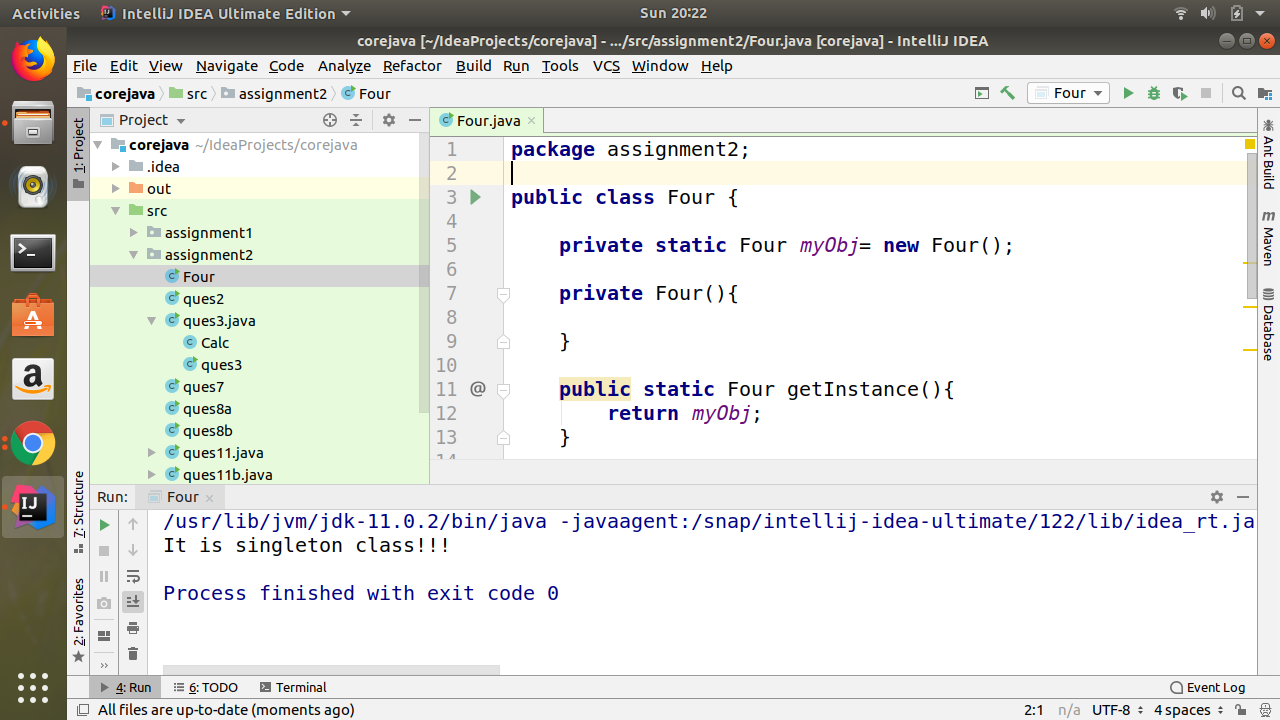 Activities IntelliJ IDEA Ultimate Edition Sun 20:22
corejava [~/IdeaProjects/corejava] - .../src/assignment2/Four.java [corejava] - IntelliJ IDEA
File Edit View Navigate Code Analyze Refactor Build Run Tools VCS Window Help
corejava src assignment2 Four Four
1: Project
7: Structure
2: Favorites
Project
corejava ~/IdeaProjects/corejava
.idea
out
src
assignment1
assignment2
Four
ques2
ques3.java
Calc
ques3
ques7
ques8a
ques8b
ques11.java
ques11b.java
Four.java
1 package assignment2;
2
3 public class Four {
4
5 private static Four myObj= new Four();
6
7 private Four(){
8
9 }
10
11 @ public static Four getInstance(){
12 return myObj;
13 }
14
Ant Build
m Maven
Database
Run: Four
/usr/lib/jvm/jdk-11.0.2/bin/java -javaagent:/snap/intellij-idea-ultimate/122/lib/idea_rt.ja
It is singleton class!!!
Process finished with exit code 0
4: Run 6: TODO Terminal Event Log
All files are up-to-date (moments ago) 2:1 n/a UTF-8 4 spaces